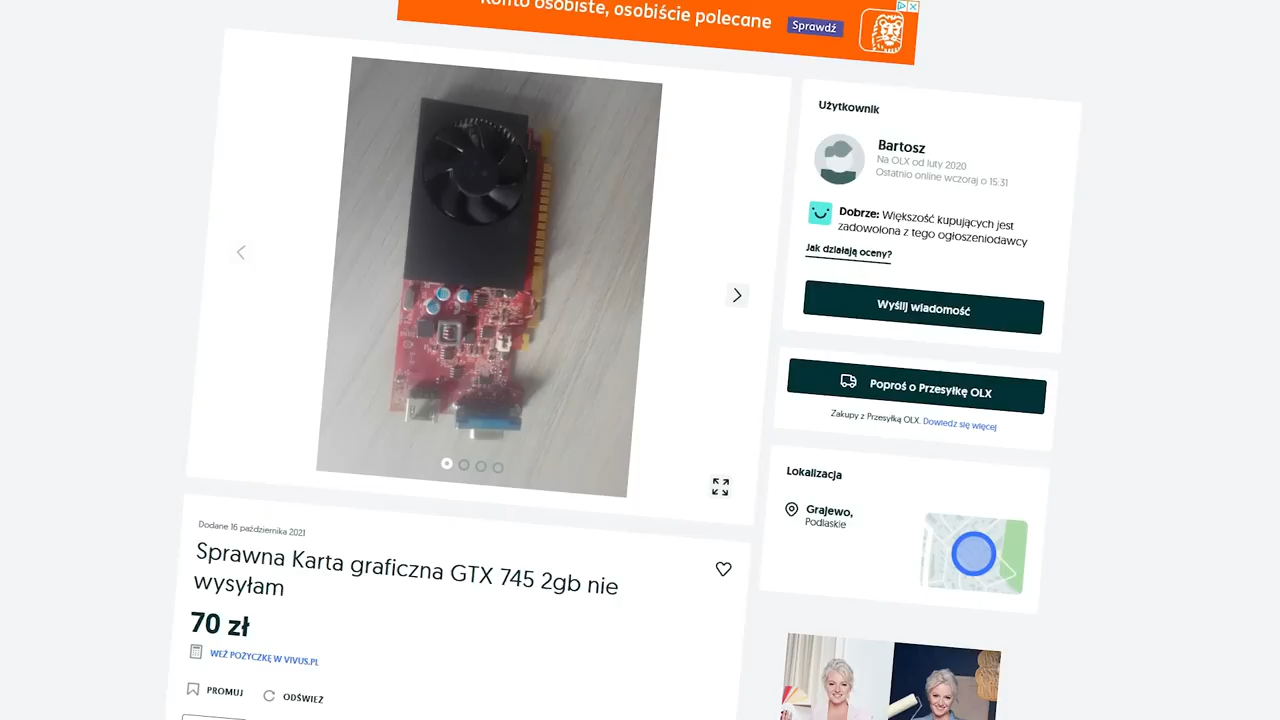 Konto osobiste, osobiście polecane
Sprawdź
Użytkownik
Bartosz
Na OLX od luty 2020
Ostatnio online wczoraj o 15:31
Dobrze: Większość kupujących jest
zadowolona z tego ogłoszeniodawcy
Jak działają oceny?
Wyślij wiadomość
Poproś o Przesyłkę OLX
Zakupy z Przesyłką OLX. Dowiedz się więcej
Lokalizacja
Grajewo,
Podlaskie
Dodane 16 października 2021
Sprawna Karta graficzna GTX 745 2gb nie
wysyłam
70 zł
WEŹ POŻYCZKĘ W VIVUS.PL
PROMUJ
ODŚWIEŻ